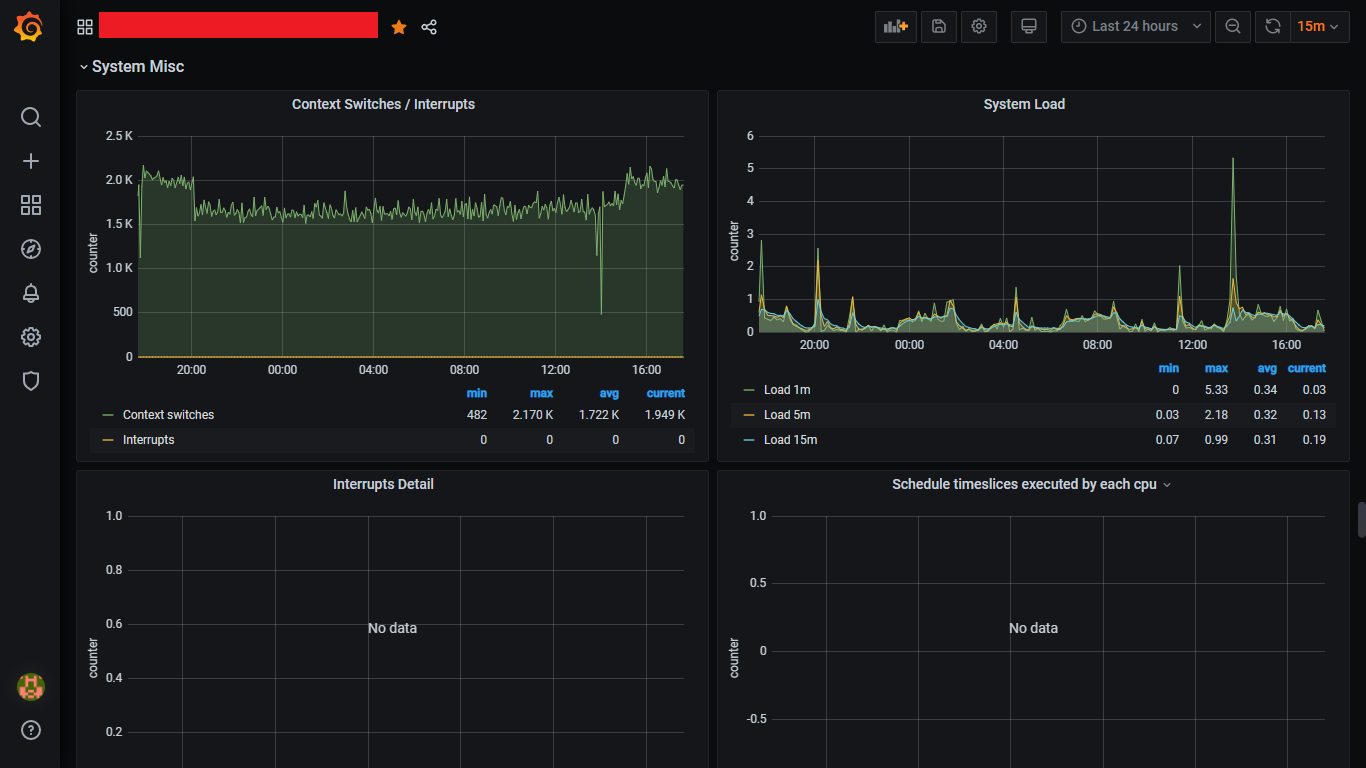 Last 24 hours
15m
System Misc
Context Switches / Interrupts
2.5 K
2.0 K
1.5 K
1.0 K
500
0
counter
20:00 00:00 04:00 08:00 12:00 16:00
min max avg current
Context switches 482 2.170 K 1.722 K 1.949 K
Interrupts 0 0 0 0
System Load
6
5
4
3
2
1
0
counter
20:00 00:00 04:00 08:00 12:00 16:00
min max avg current
Load 1m 0 5.33 0.34 0.03
Load 5m 0.03 2.18 0.32 0.13
Load 15m 0.07 0.99 0.31 0.19
Interrupts Detail
1.0
0.8
0.6
0.4
0.2
counter
No data
Schedule timeslices executed by each cpu
1.0
0.5
0
-0.5
counter
No data